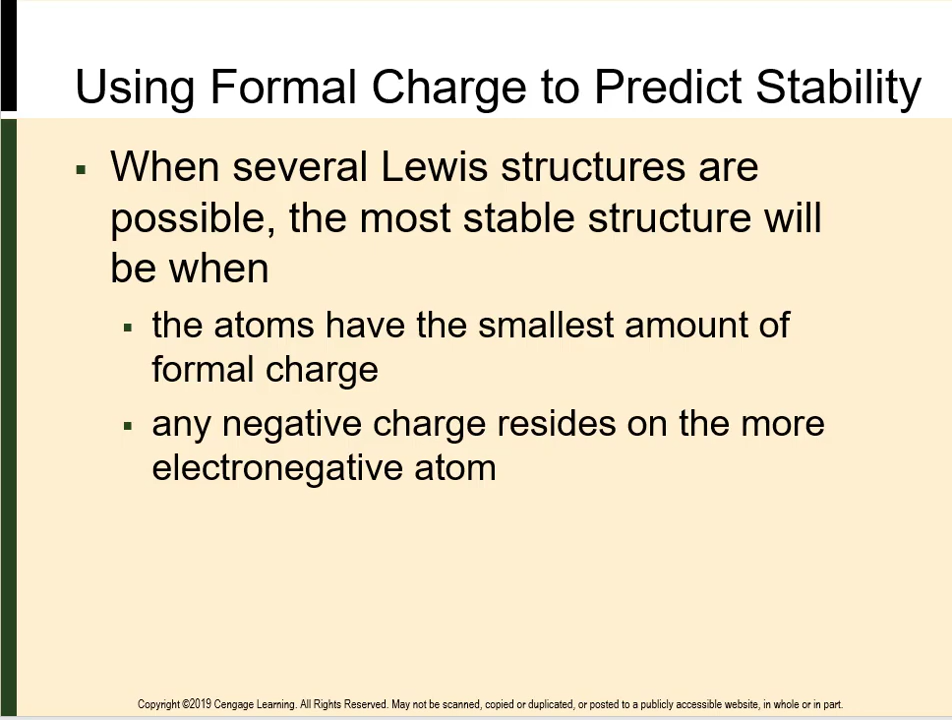 Using Formal Charge to Predict Stability
When several Lewis structures are
possible, the most stable structure will
be when
the atoms have the smallest amount of
formal charge
any negative charge resides on the more
electronegative atom
Copyright ©2019 Cengage Learning. All Rights Reserved. May not be scanned, copied or duplicated, or posted to a publicly accessible website, in whole or in part.